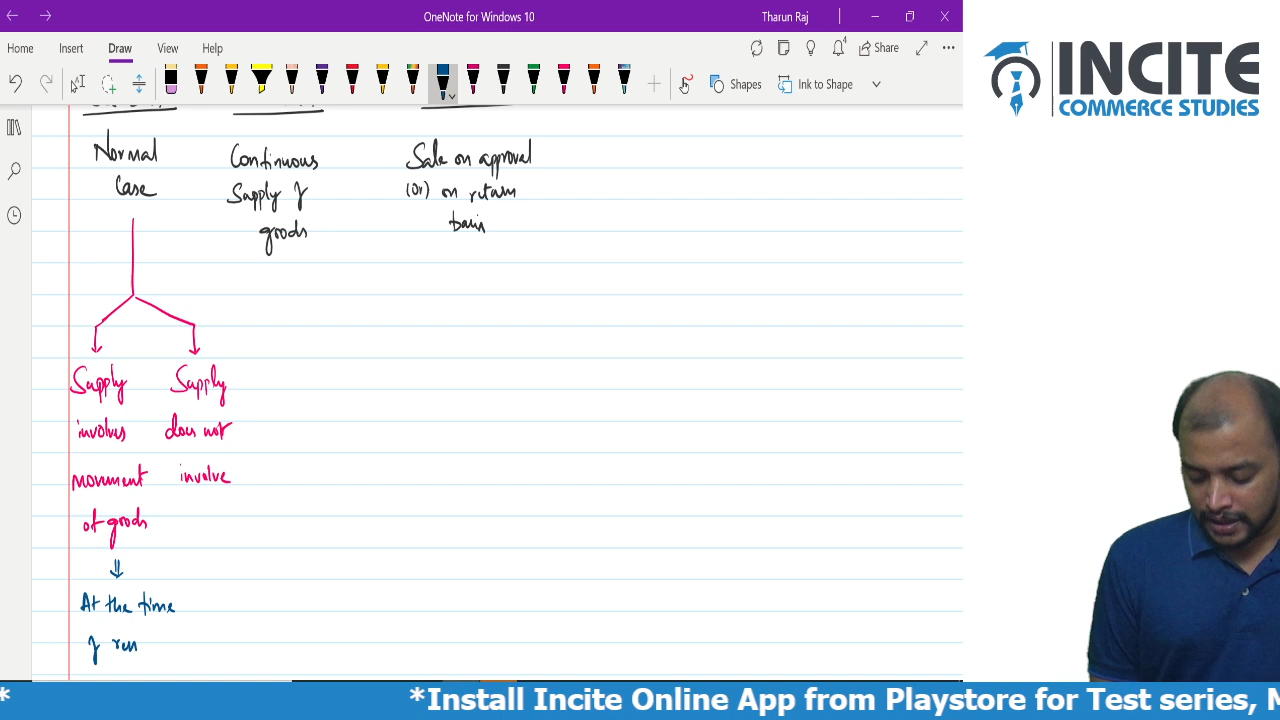 OneNote for Windows 10
Tharun Raj
Home Insert Draw View Help
4
Share
Shapes
Ink to Shape
INCITE
COMMERCE STUDIES
Normal
Case
Continuous
Supply of
goods
Sale on approval
(or) on return
basis
Supply
involves
movement
of goods
Supply
does not
involve
At the time
of rem
*
*Install Incite Online App from Playstore for Test series, M